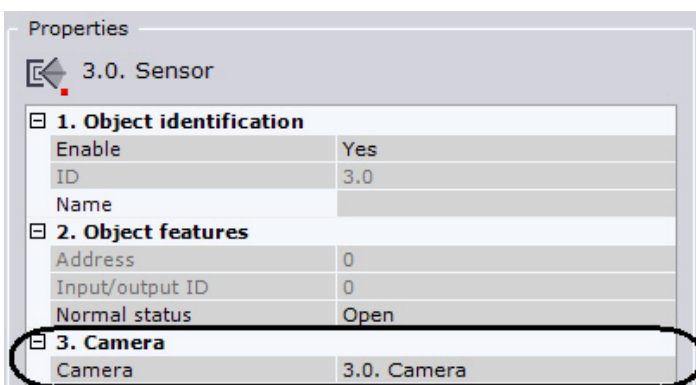 Properties
3.0. Sensor
1. Object identification
Enable Yes
ID 3.0
Name
2. Object features
Address 0
Input/output ID 0
Normal status Open
3. Camera
Camera 3.0. Camera